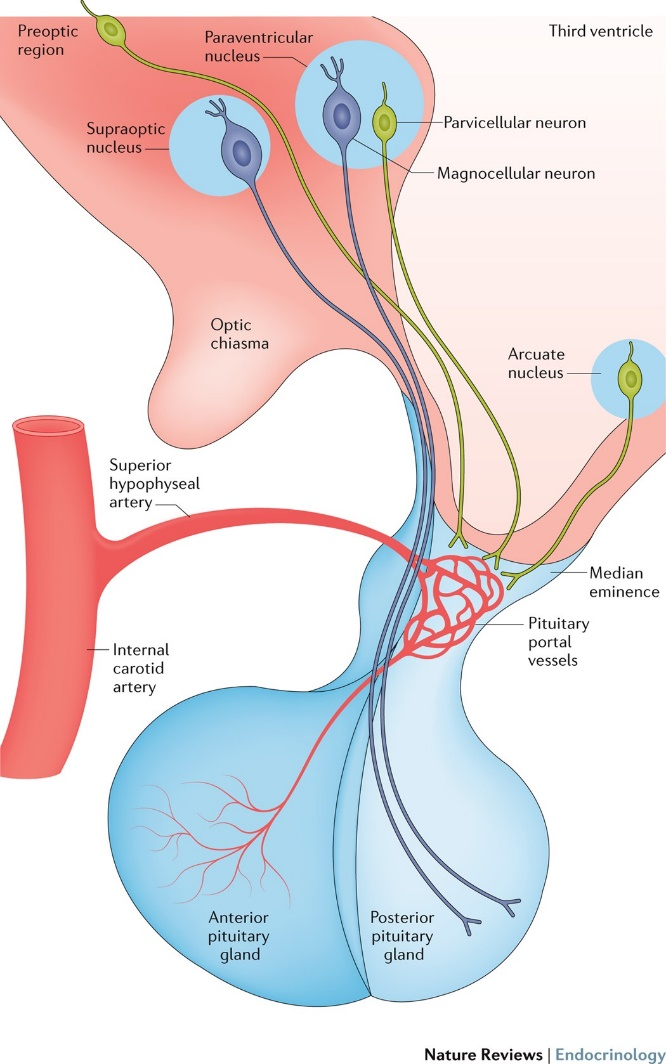 Preoptic
region
Paraventricular
nucleus
Third ventricle
Supraoptic
nucleus
Parvicellular neuron
Magnocellular neuron
Optic
chiasma
Arcuate
nucleus
Superior
hypophyseal
artery
Median
eminence
Pituitary
portal
vessels
Internal
carotid
artery
Anterior
pituitary
gland
Posterior
pituitary
gland
Nature Reviews | Endocrinology